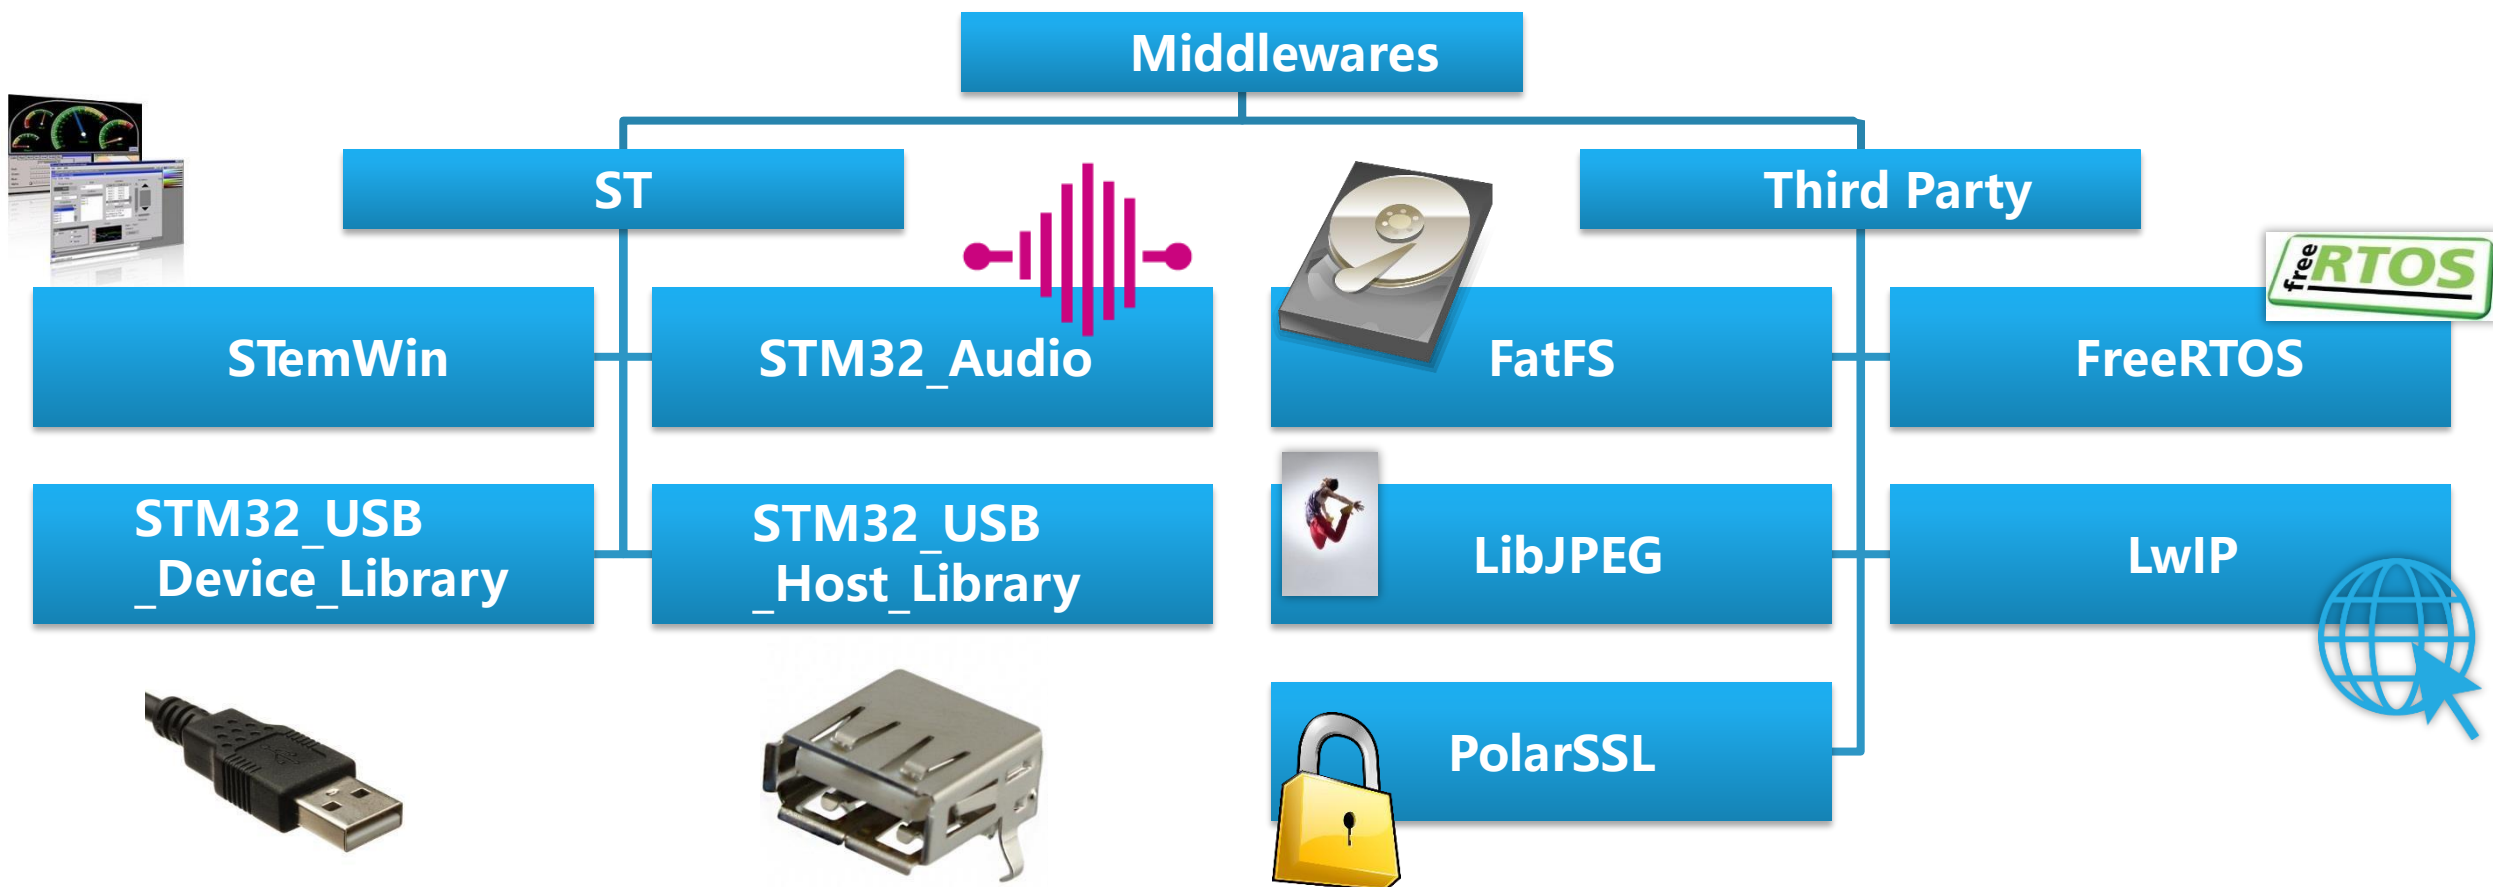 Middlewares
ST
Third Party
free RTOS
STemWin
STM32_Audio
FatFS
FreeRTOS
STM32_USB
_Device_Library
STM32_USB
_Host_Library
LibJPEG
LwIP
PolarSSL